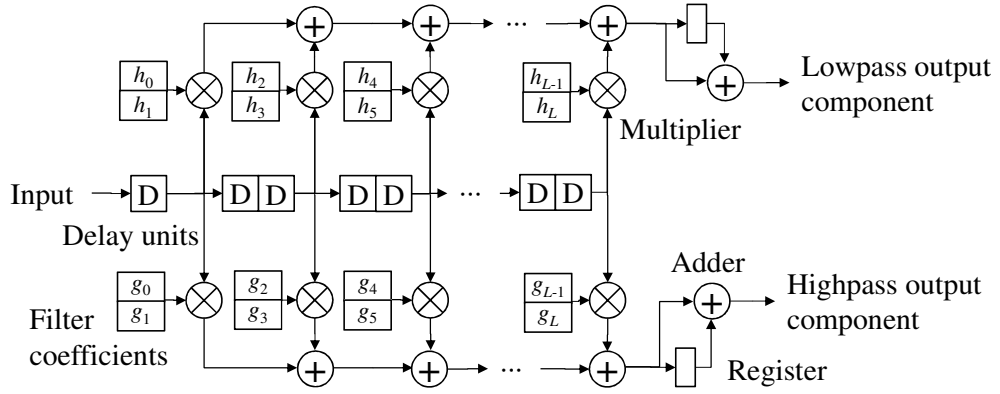 + + ... + +
h0 h2 h4 hL-1
h1 h3 h5 hL
Lowpass output
component
Multiplier
Input D D D D D ... D D
Delay units
g0 g2 g4 gL-1
g1 g3 g5 gL
Adder
Highpass output
component
Filter
coefficients
+ + ... + +
Register